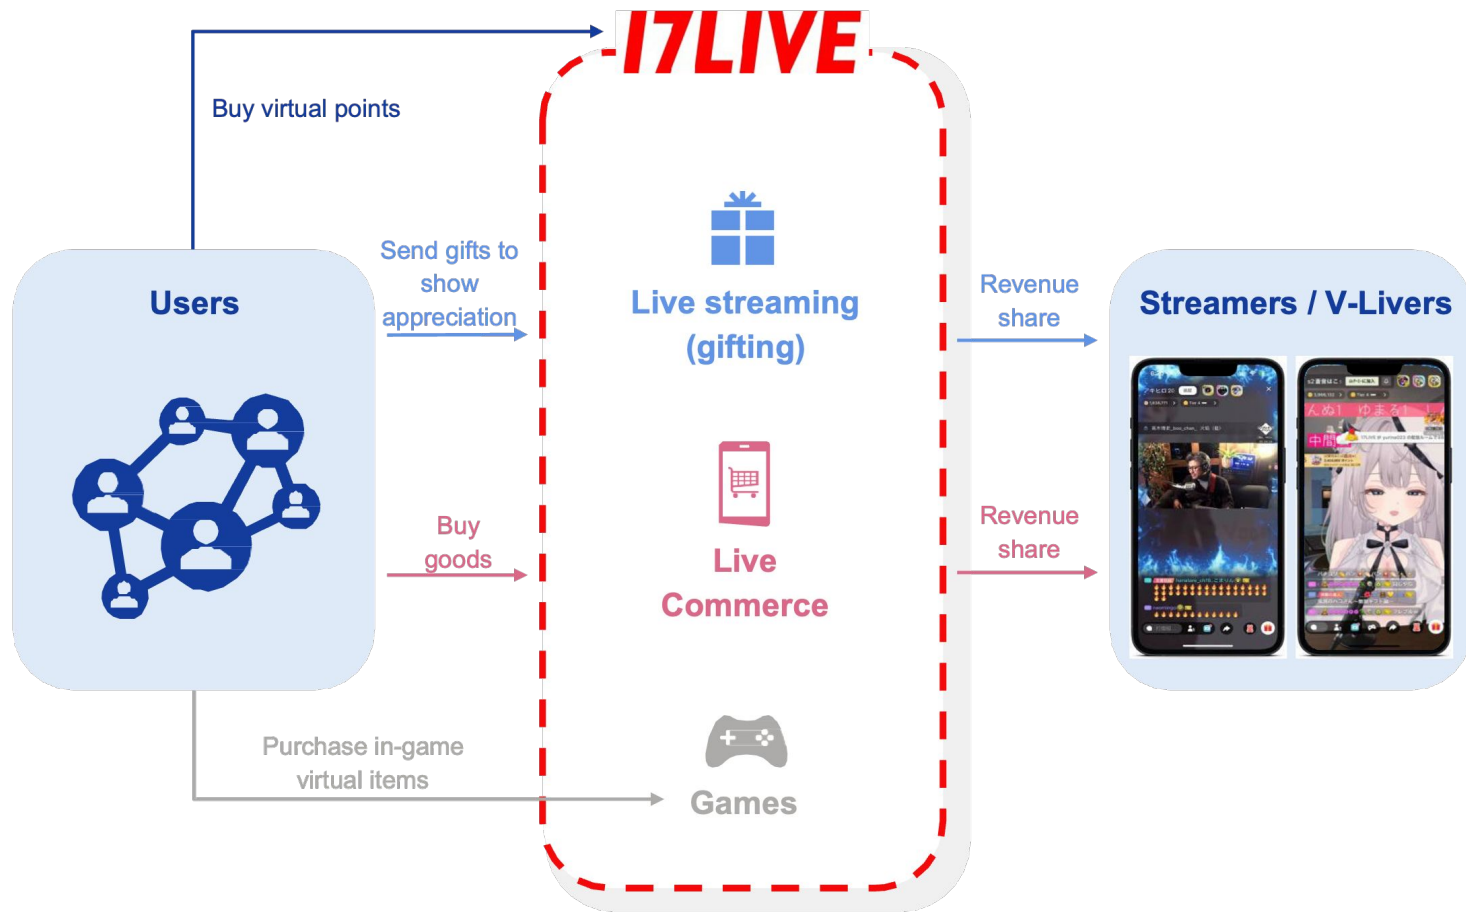 17LIVE
Buy virtual points
Users
Send gifts to
show
appreciation
Live streaming
(gifting)
Revenue
share
Streamers / V-Livers
Buy
goods
Live
Commerce
Revenue
share
Purchase in-game
virtual items
Games